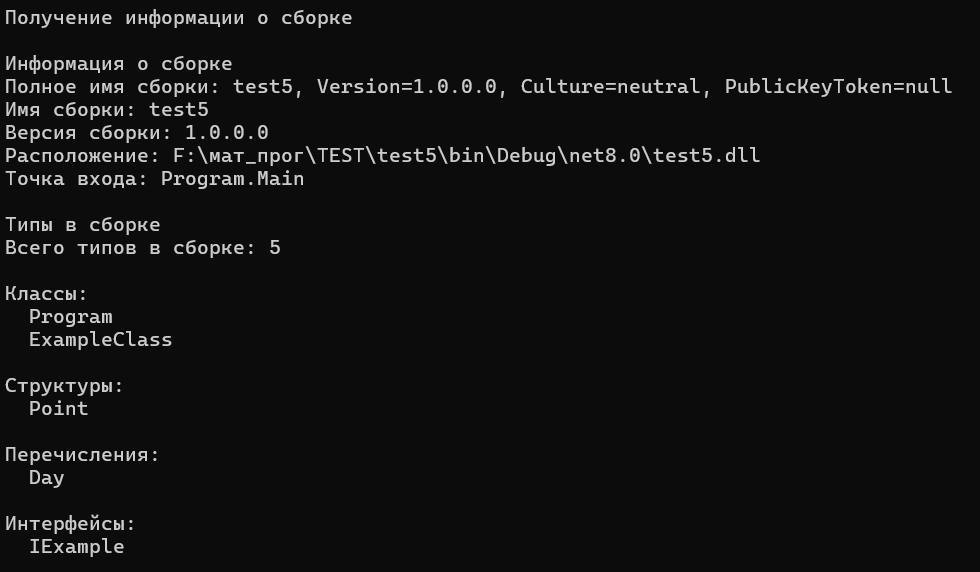 Получение информации о сборке
Информация о сборке
Полное имя сборки: test5, Version=1.0.0.0, Culture=neutral, PublicKeyToken=null
Имя сборки: test5
Версия сборки: 1.0.0.0
Расположение: F:\мат_прог\TEST\test5\bin\Debug\net8.0\test5.dll
Точка входа: Program.Main
Типы в сборке
Всего типов в сборке: 5
Классы:
Program
ExampleClass
Структуры:
Point
Перечисления:
Day
Интерфейсы:
IExample